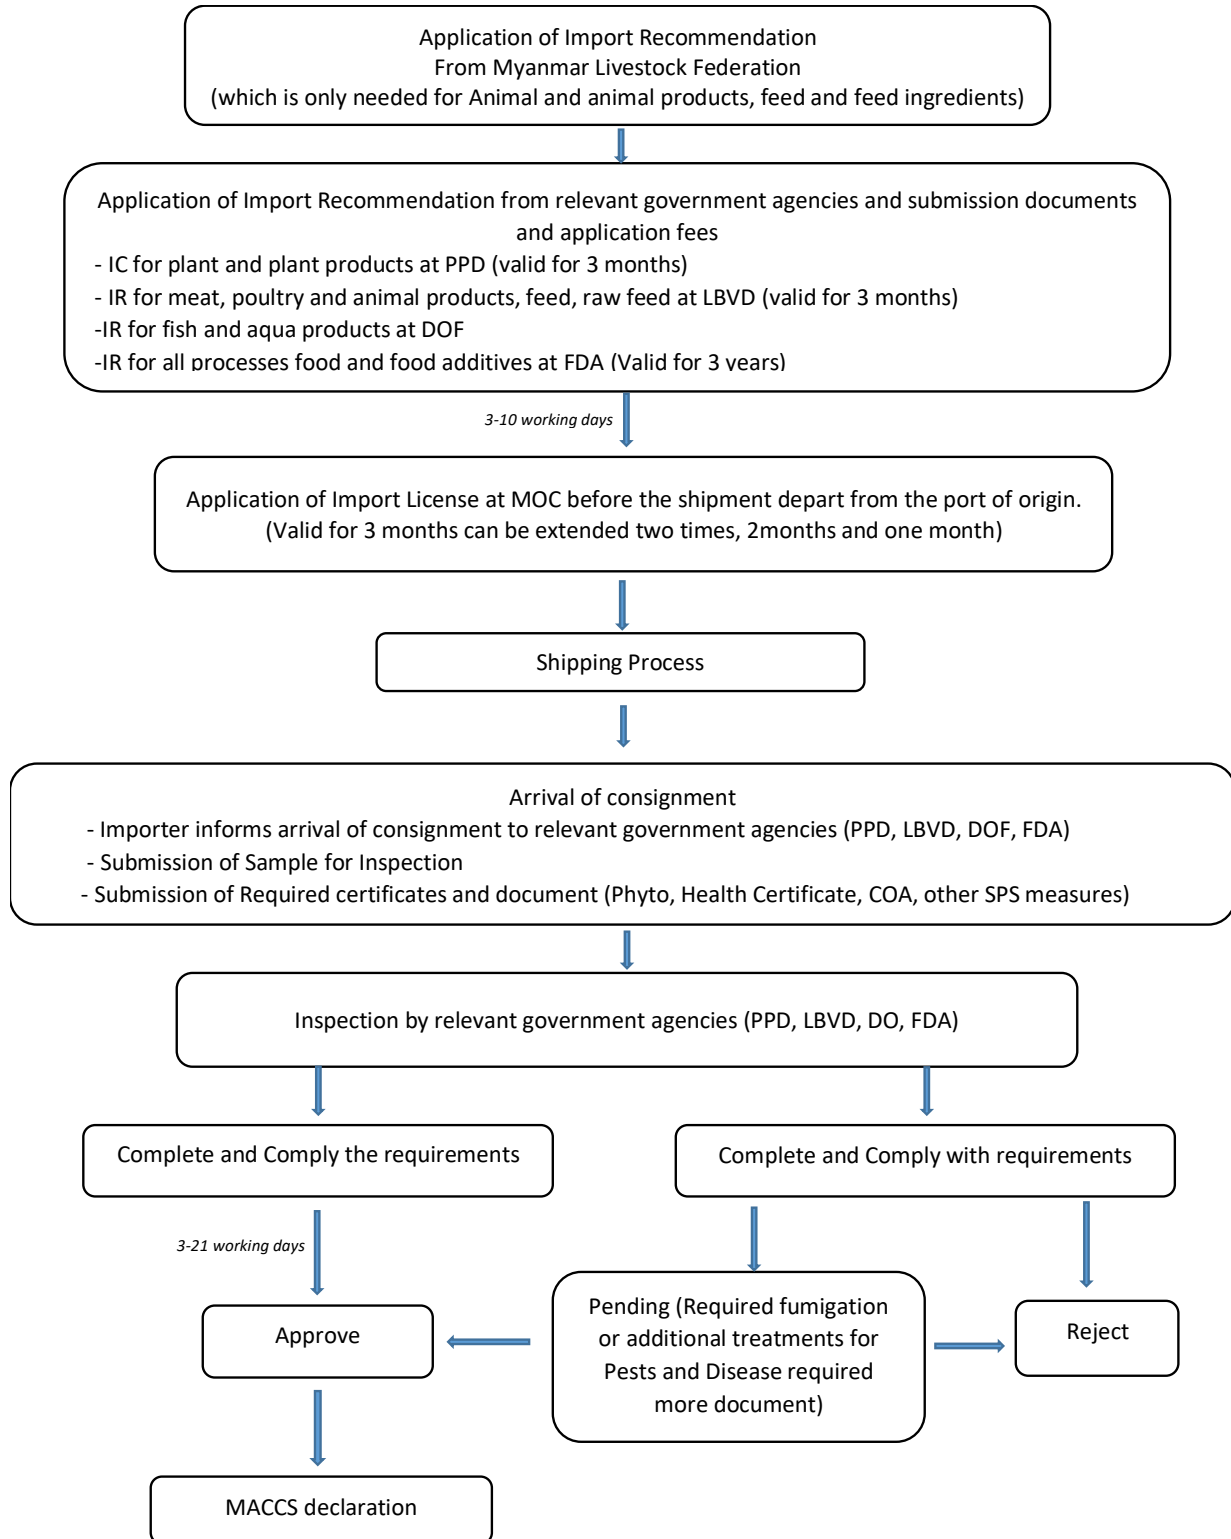 Application of Import Recommendation
From Myanmar Livestock Federation
(which is only needed for Animal and animal products, feed and feed ingredients)
Application of Import Recommendation from relevant government agencies and submission documents
and application fees
- IC for plant and plant products at PPD (valid for 3 months)
- IR for meat, poultry and animal products, feed, raw feed at LBVD (valid for 3 months)
-IR for fish and aqua products at DOF
-IR for all processes food and food additives at FDA (Valid for 3 years)
3-10 working days
Application of Import License at MOC before the shipment depart from the port of origin.
(Valid for 3 months can be extended two times, 2months and one month)
Shipping Process
Arrival of consignment
- Importer informs arrival of consignment to relevant government agencies (PPD, LBVD, DOF, FDA)
- Submission of Sample for Inspection
- Submission of Required certificates and document (Phyto, Health Certificate, COA, other SPS measures)
Inspection by relevant government agencies (PPD, LBVD, DO, FDA)
Complete and Comply the requirements
Complete and Comply with requirements
3-21 working days
Approve
Pending (Required fumigation
or additional treatments for
Pests and Disease required
more document)
Reject
MACCS declaration